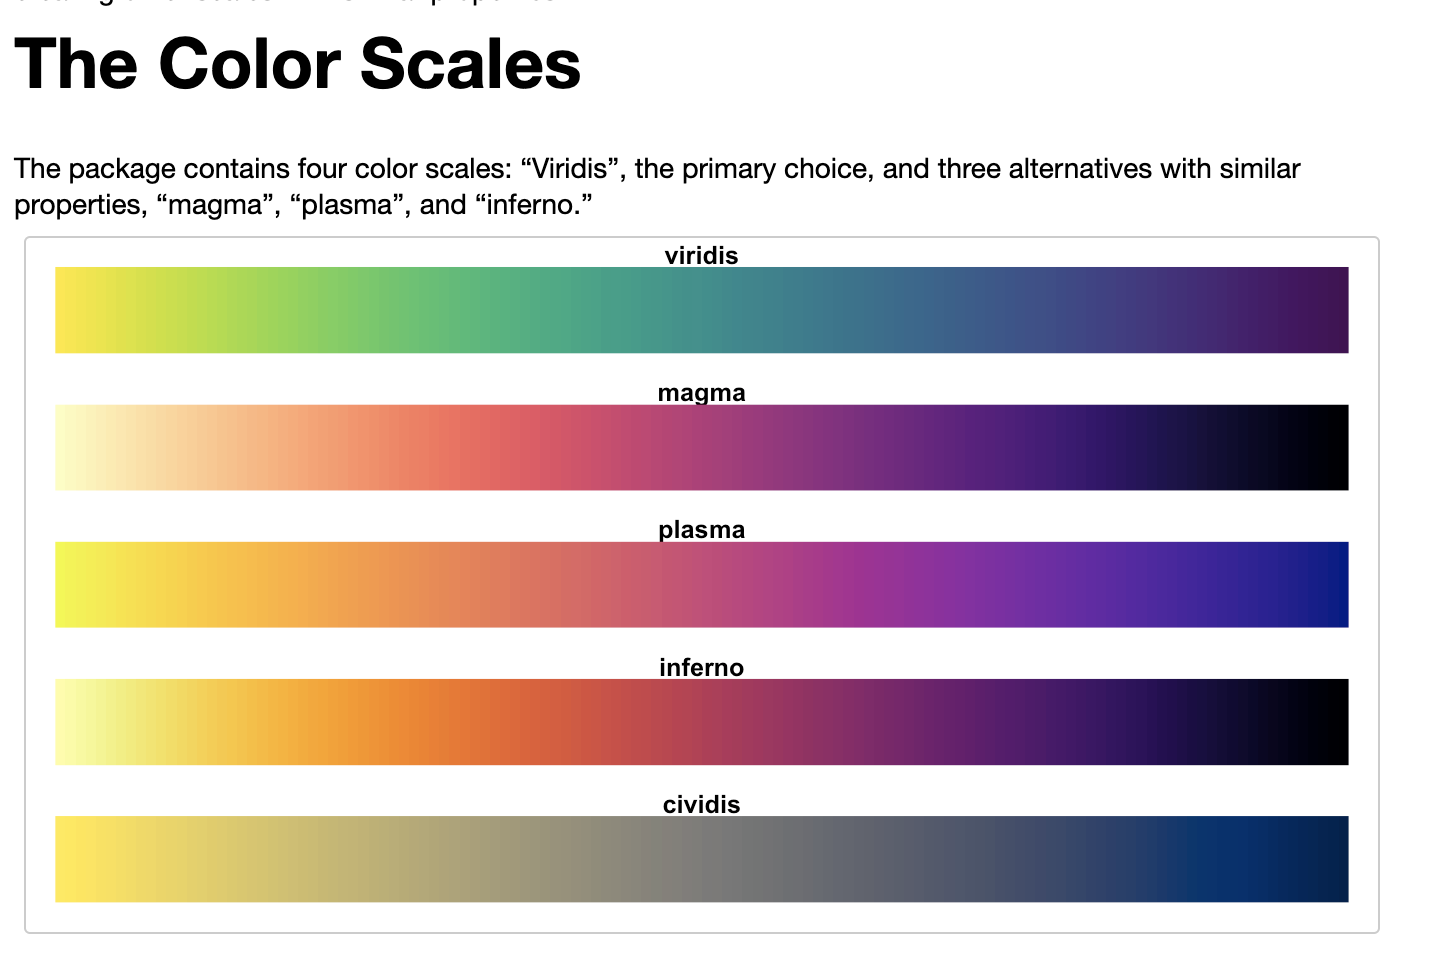 The Color Scales
The package contains four color scales: “Viridis”, the primary choice, and three alternatives with similar
properties, “magma”, “plasma”, and “inferno.”
viridis
magma
plasma
inferno
cividis